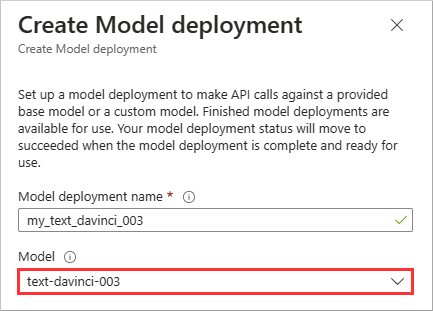 Create Model deployment
Create Model deployment
Set up a model deployment to make API calls against a provided
base model or a custom model. Finished model deployments are
available for use. Your model deployment status will move to
succeeded when the model deployment is complete and ready for
use.
Model deployment name *
my_text_davinci_003
Model
text-davinci-003